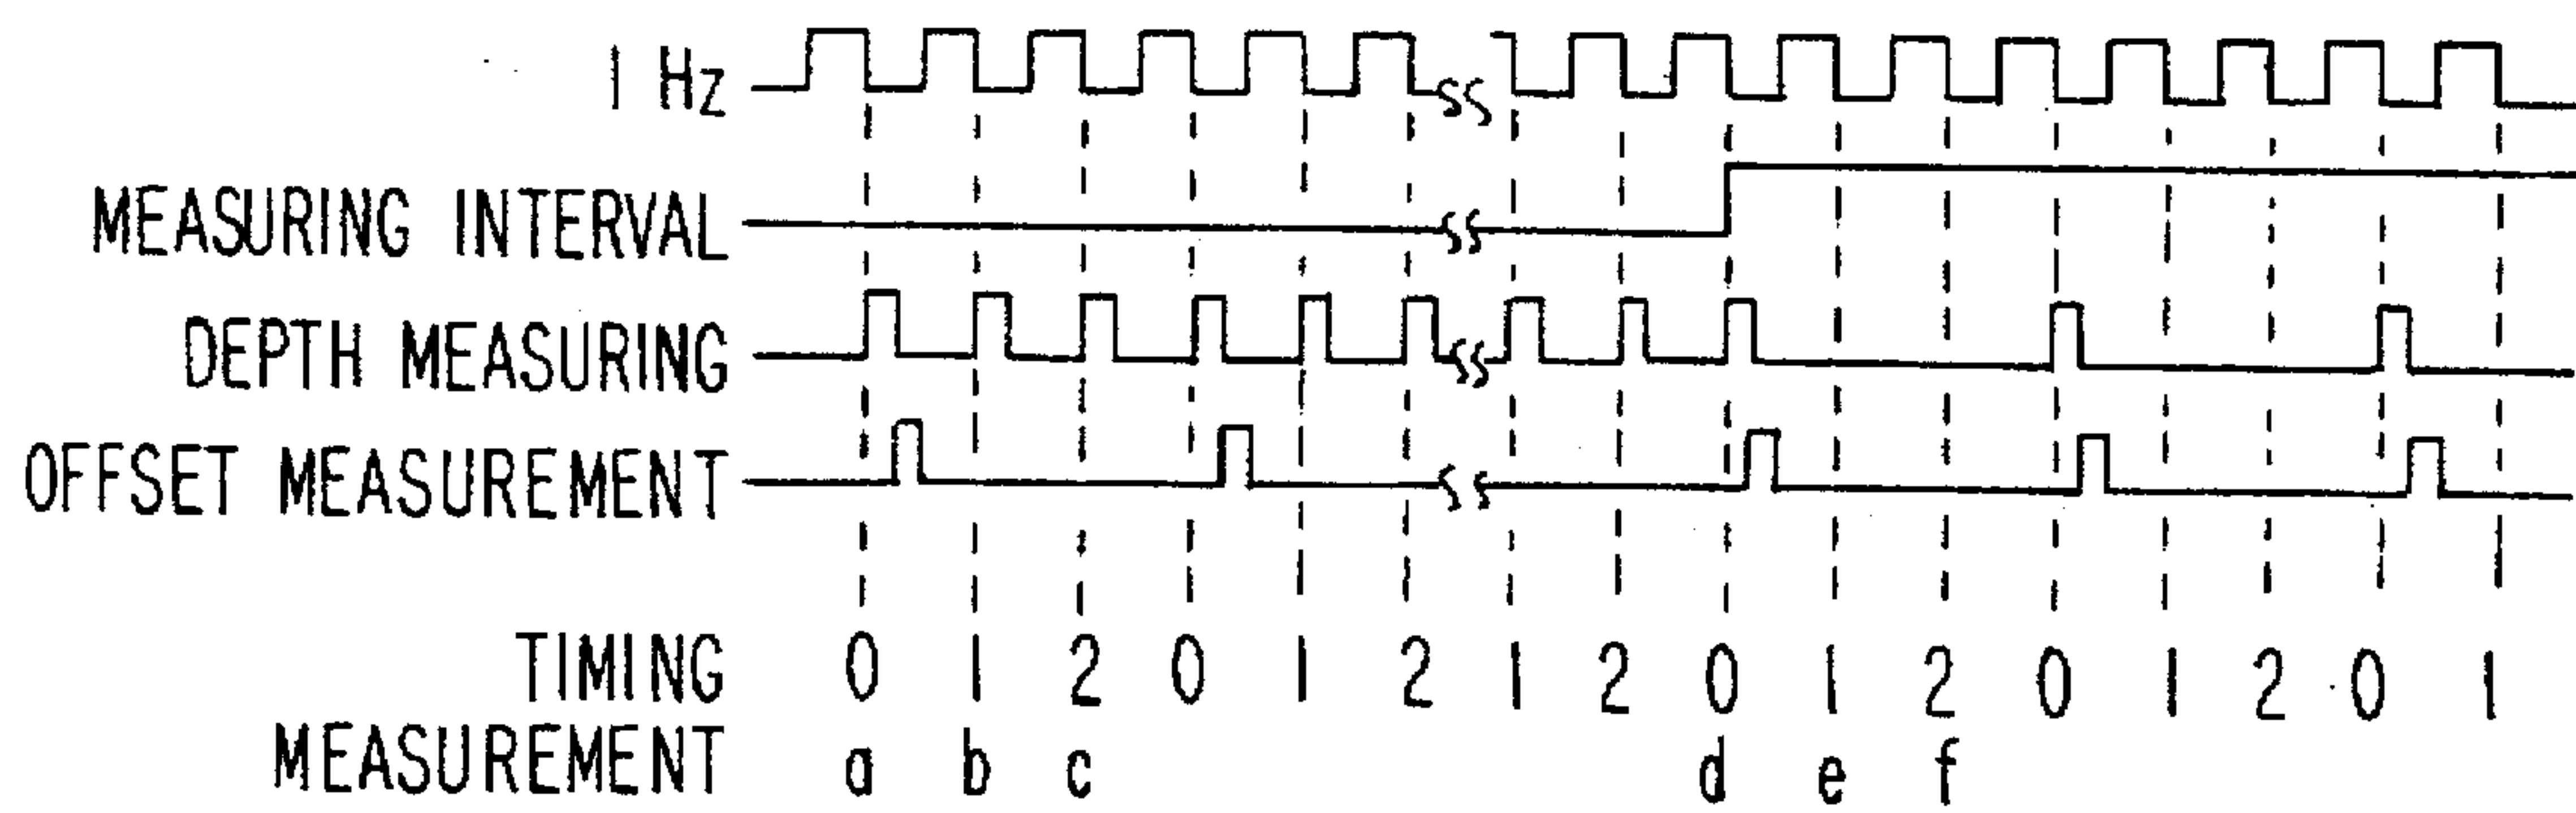 1 Hz
MEASURING INTERVAL
DEPTH MEASURING
OFFSET MEASUREMENT
TIMING 0 1 2 0 1 2 1 2 0 1 2 0 1 2 0 1
MEASUREMENT a b c d e f